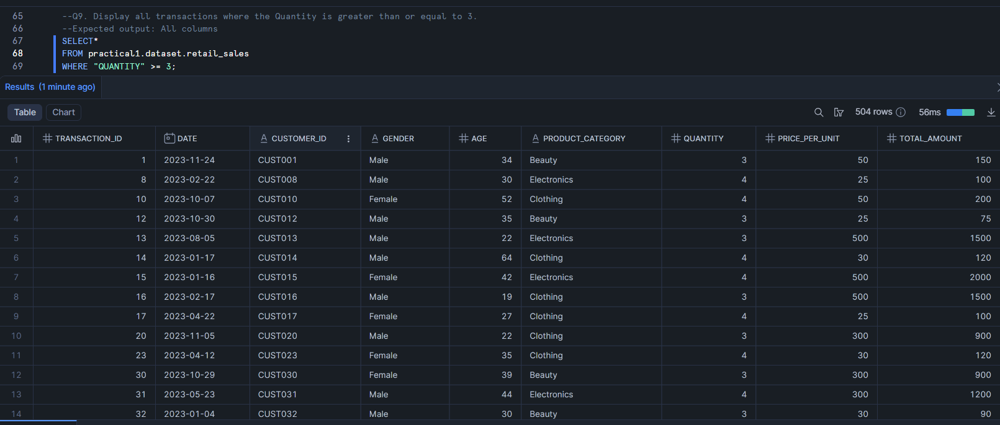 65 --Q9. Display all transactions where the Quantity is greater than or equal to 3.
66 --Expected output: All columns
67 SELECT*
68 FROM practical1.dataset.retail_sales
69 WHERE "QUANTITY" >= 3;
Results (1 minute ago)
Table Chart 504 rows 56ms
TRANSACTION_ID DATE CUSTOMER_ID GENDER AGE PRODUCT_CATEGORY QUANTITY PRICE_PER_UNIT TOTAL_AMOUNT
1 1 2023-11-24 CUST001 Male 34 Beauty 3 50 150
2 8 2023-02-22 CUST008 Male 30 Electronics 4 25 100
3 10 2023-10-07 CUST010 Female 52 Clothing 4 50 200
4 12 2023-10-30 CUST012 Male 35 Beauty 3 25 75
5 13 2023-08-05 CUST013 Male 22 Electronics 3 500 1500
6 14 2023-01-17 CUST014 Male 64 Clothing 4 30 120
7 15 2023-01-16 CUST015 Female 42 Electronics 4 500 2000
8 16 2023-02-17 CUST016 Male 19 Clothing 3 500 1500
9 17 2023-04-22 CUST017 Female 27 Clothing 4 25 100
10 20 2023-11-05 CUST020 Male 22 Clothing 3 300 900
11 23 2023-04-12 CUST023 Female 35 Clothing 4 30 120
12 30 2023-10-29 CUST030 Female 39 Beauty 3 300 900
13 31 2023-05-23 CUST031 Male 44 Electronics 4 300 1200
14 32 2023-01-04 CUST032 Male 30 Beauty 3 30 90